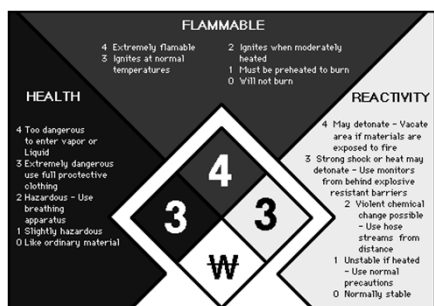 FLAMMABLE
4 Extremely flamable
3 Ignites at normal
temperatures
2 Ignites when moderately
heated
1 Must be preheated to burn
0 Will not burn
HEALTH
4 Too dangerous
to enter vapor or
Liquid
3 Extremely dangerous
use full proctective
clothing
2 Hazardous - Use
breathing
apparatus
1 Slightly hazardous
0 Like ordinary material
REACTIVITY
4 May detonate - Vacate
area if materials are
exposed to fire
3 Strong shock or heat may
detonate - Use monitors
from behind explosive
resistant barriers
2 Violent chemical
change possible
- Use hose
streams from
distance
1 Unstable if heated
- Use normal
precautions
0 Normally stable
4
3 3
W